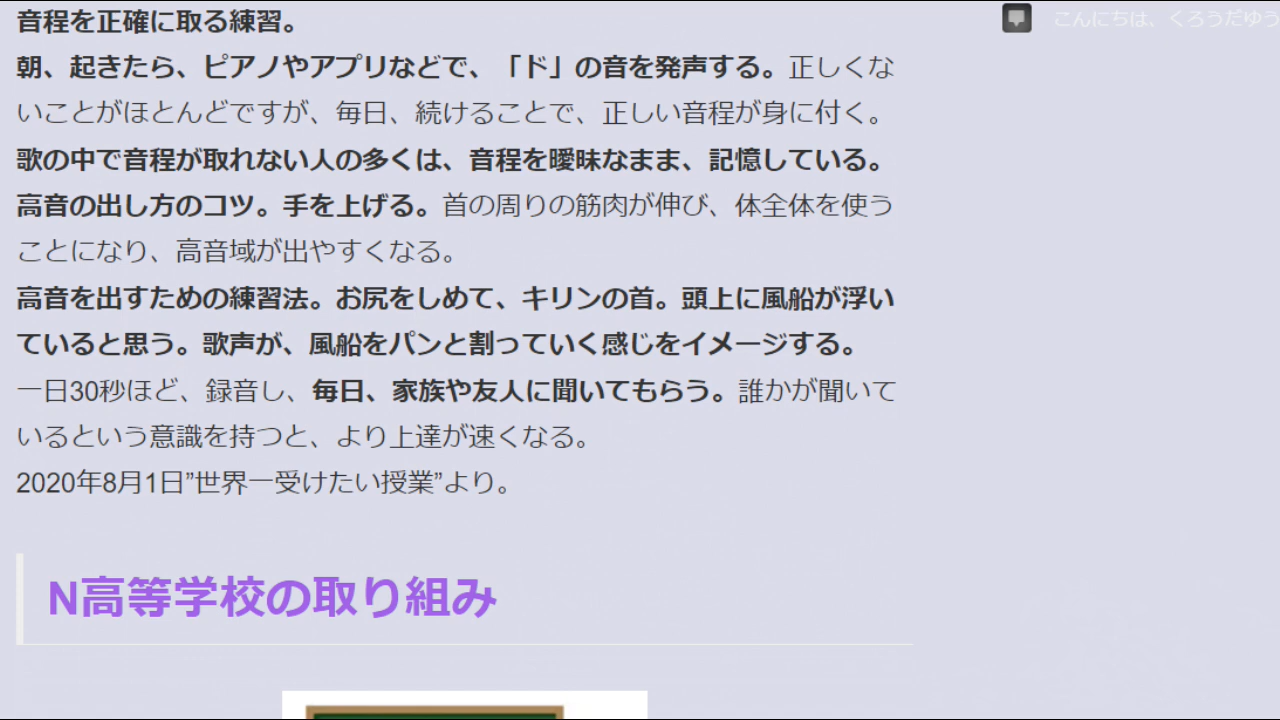 音程を正確に取る練習。
朝、起きたら、ピアノやアプリなどで、「ド」の音を発声する。正しくな
いことがほとんどですが、毎日、続けることで、正しい音程が身に付く。
歌の中で音程が取れない人の多くは、音程を曖昧なまま、記憶している。
高音の出し方のコツ。手を上げる。首の周りの筋肉が伸び、体全体を使う
ことになり、高音域が出やすくなる。
高音を出すための練習法。お尻をしめて、キリンの首。頭上に風船が浮い
ていると思う。歌声が、風船をパンと割っていく感じをイメージする。
一日30秒ほど、録音し、毎日、家族や友人に聞いてもらう。誰かが聞いて
いるという意識を持つと、より上達が速くなる。
2020年8月1日”世界一受けたい授業”より。
N高等学校の取り組み
こんにちは、くろうだゆう